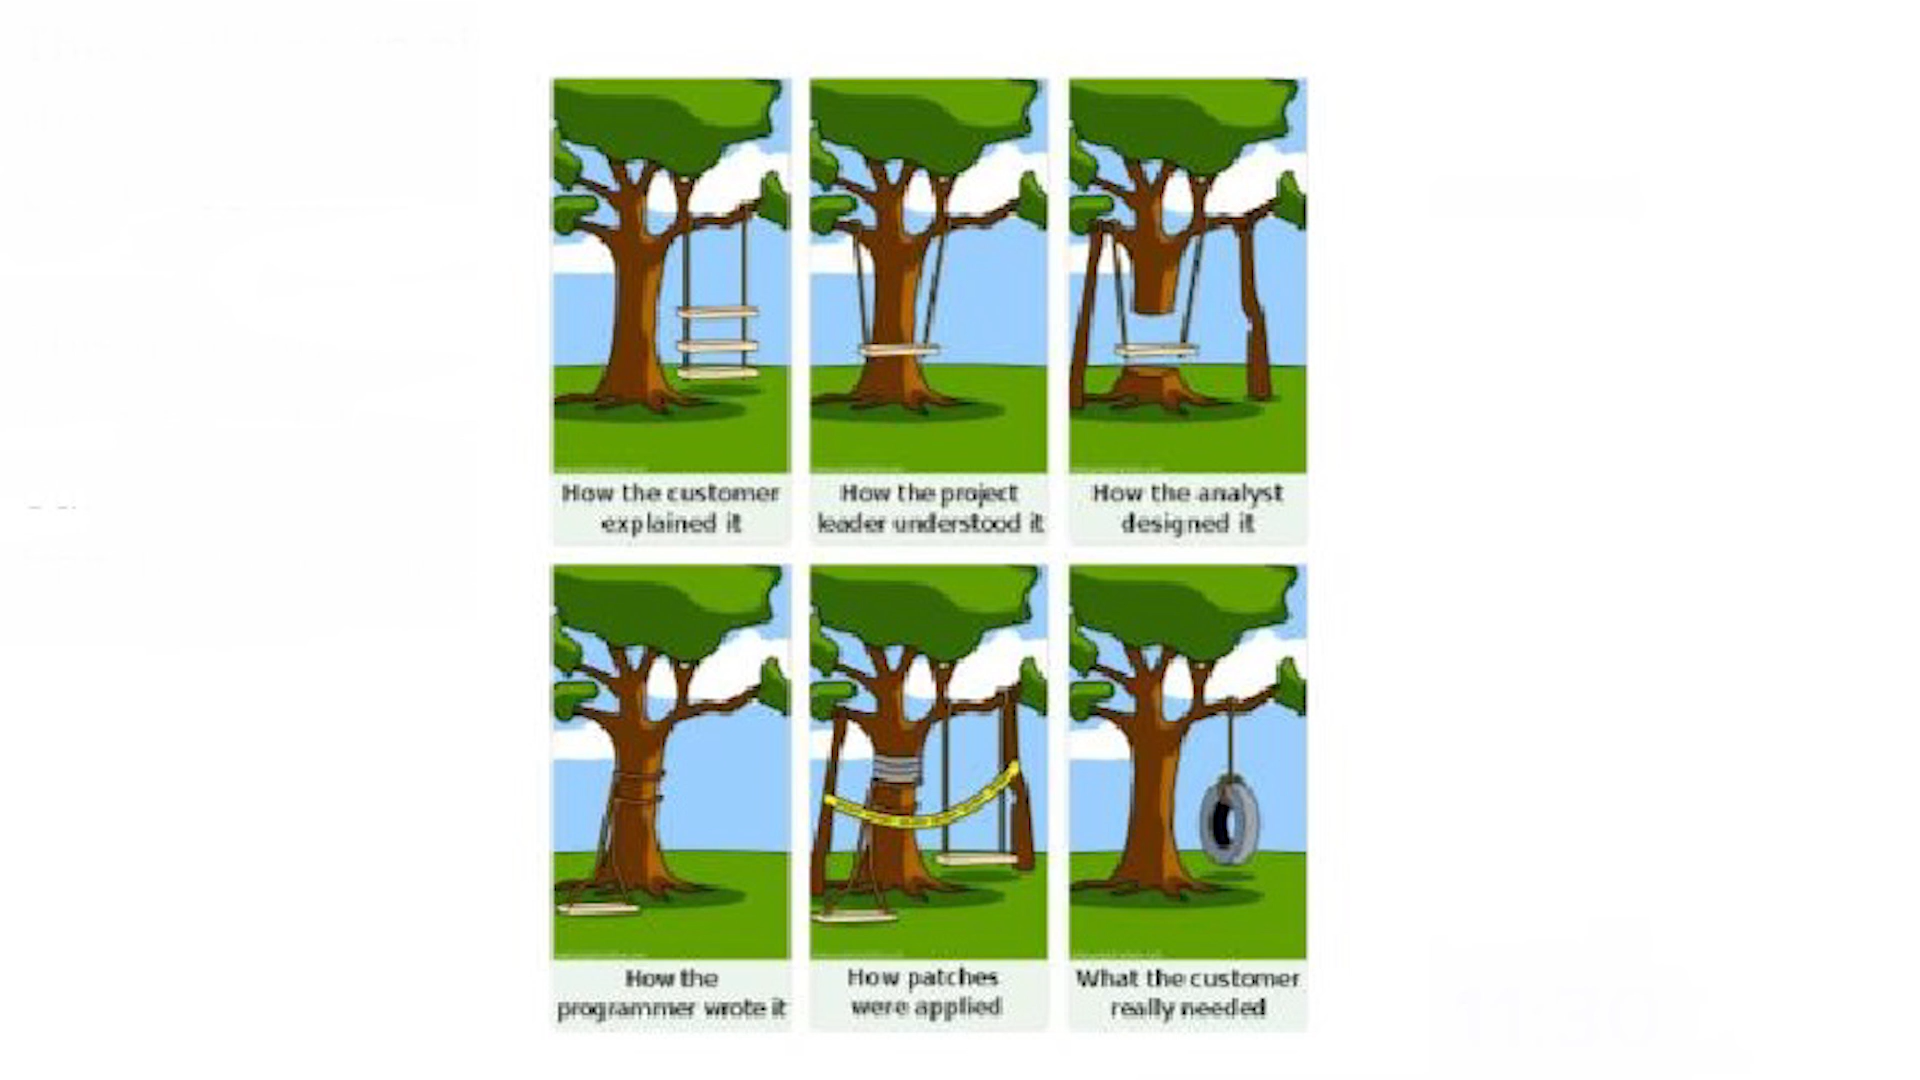 How the customer
explained it
How the project
leader understood it
How the analyst
designed it
How the
programmer wrote it
How patches
were applied
What the customer
really needed